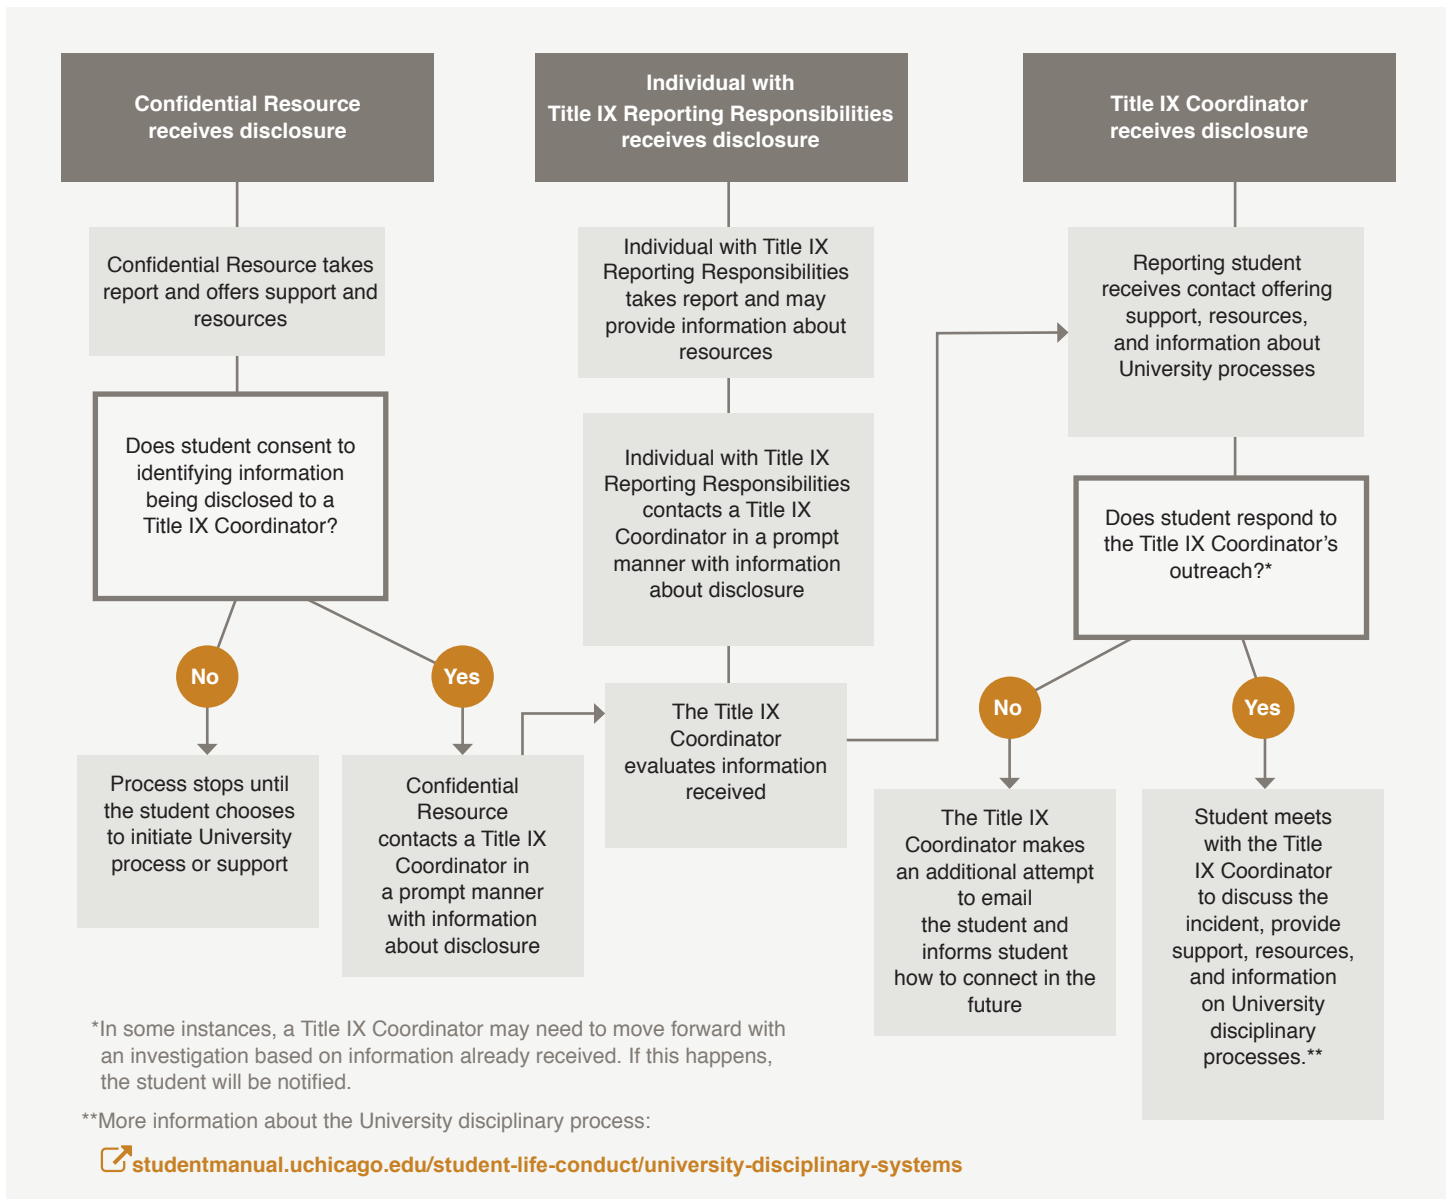 Confidential Resource
receives disclosure
Confidential Resource takes
report and offers support and
resources
Does student consent to
identifying information
being disclosed to a
Title IX Coordinator?
No
Yes
Process stops until
the student chooses
to initiate University
process or support
Confidential
Resource
contacts a Title IX
Coordinator in
a prompt manner
with information
about disclosure
Individual with
Title IX Reporting Responsibilities
receives disclosure
Individual with Title IX
Reporting Responsibilities
takes report and may
provide information about
resources
Individual with Title IX
Reporting Responsibilities
contacts a Title IX
Coordinator in a prompt
manner with information
about disclosure
The Title IX
Coordinator
evaluates information
received
Title IX Coordinator
receives disclosure
Reporting student
receives contact offering
support, resources,
and information about
University processes
Does student respond to
the Title IX Coordinator’s
outreach?*
No
Yes
The Title IX
Coordinator makes
an additional attempt
to email
the student and
informs student
how to connect in the
future
Student meets
with the Title
IX Coordinator
to discuss the
incident, provide
support, resources,
and information
on University
disciplinary
processes.**
*In some instances, a Title IX Coordinator may need to move forward with
an investigation based on information already received. If this happens,
the student will be notified.
**More information about the University disciplinary process:
studentmanual.uchicago.edu/student-life-conduct/university-disciplinary-systems